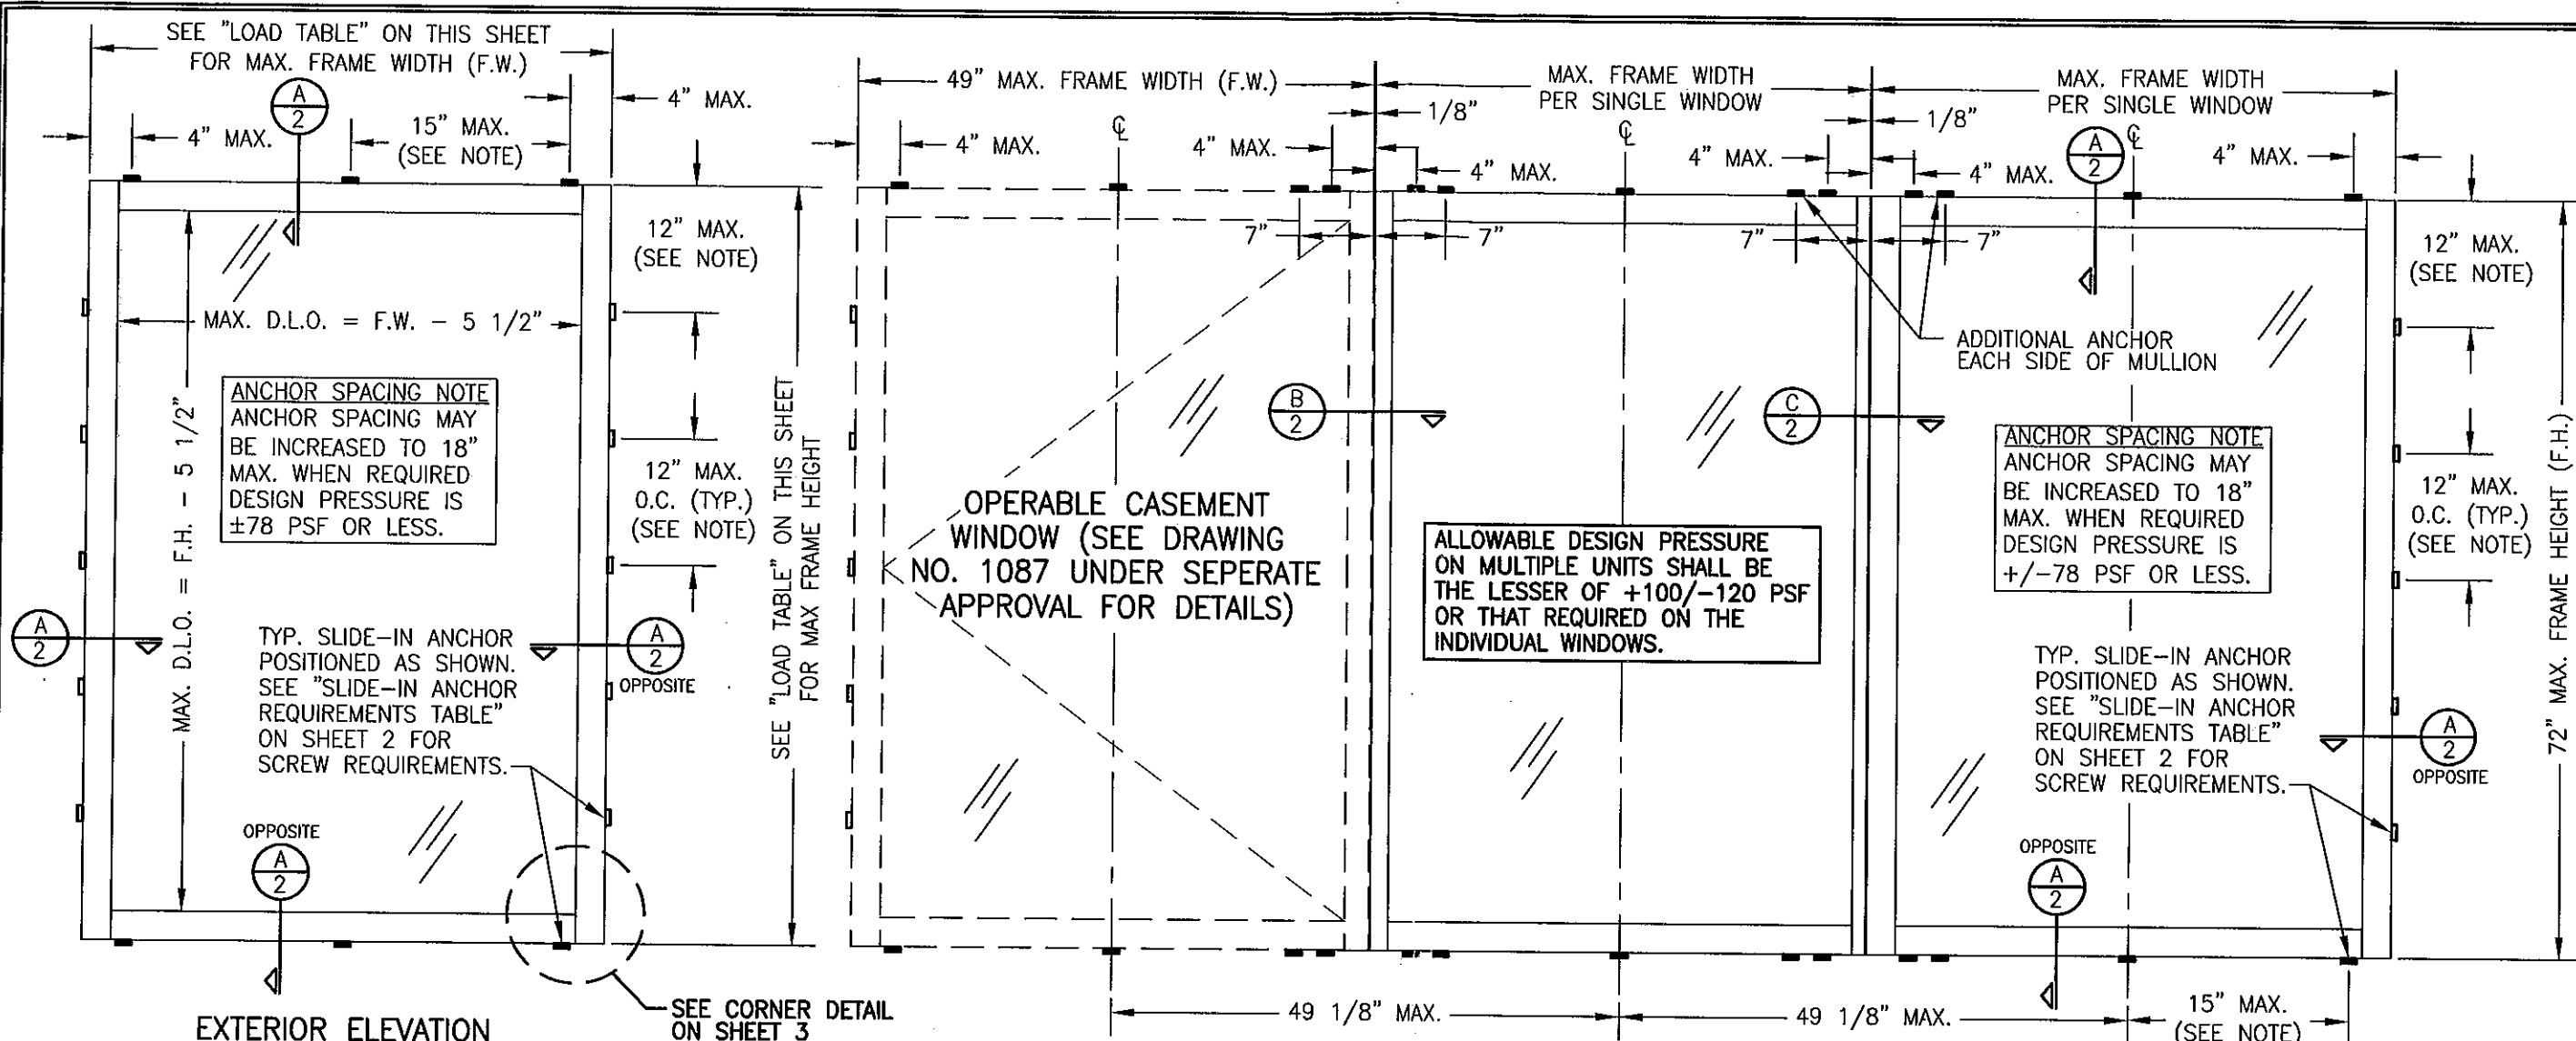 SEE "LOAD TABLE" ON THIS SHEET
FOR MAX. FRAME WIDTH (F.W.)
A
2
4" MAX.
15" MAX.
(SEE NOTE)
4" MAX.
12" MAX.
(SEE NOTE)
MAX. D.L.O. = F.W. - 5 1/2"
MAX. D.L.O. = F.H. - 5 1/2"
ANCHOR SPACING NOTE
ANCHOR SPACING MAY
BE INCREASED TO 18"
MAX. WHEN REQUIRED
DESIGN PRESSURE IS
±78 PSF OR LESS.
12" MAX.
O.C. (TYP.)
(SEE NOTE)
A
2
A
2
OPPOSITE
TYP. SLIDE-IN ANCHOR
POSITIONED AS SHOWN.
SEE "SLIDE-IN ANCHOR
REQUIREMENTS TABLE"
ON SHEET 2 FOR
SCREW REQUIREMENTS.
OPPOSITE
A
2
EXTERIOR ELEVATION
SEE CORNER DETAIL
ON SHEET 3
SEE "LOAD TABLE" ON THIS SHEET
FOR MAX FRAME HEIGHT
49" MAX. FRAME WIDTH (F.W.)
MAX. FRAME WIDTH
PER SINGLE WINDOW
MAX. FRAME WIDTH
PER SINGLE WINDOW
1/8"
1/8"
℄
℄
℄
4" MAX.
4" MAX.
4" MAX.
4" MAX.
4" MAX.
A
2
4" MAX.
7"
7"
7"
7"
12" MAX.
(SEE NOTE)
ADDITIONAL ANCHOR
EACH SIDE OF MULLION
B
2
C
2
OPERABLE CASEMENT
WINDOW (SEE DRAWING
NO. 1087 UNDER SEPERATE
APPROVAL FOR DETAILS)
ALLOWABLE DESIGN PRESSURE
ON MULTIPLE UNITS SHALL BE
THE LESSER OF +100/-120 PSF
OR THAT REQUIRED ON THE
INDIVIDUAL WINDOWS.
ANCHOR SPACING NOTE
ANCHOR SPACING MAY
BE INCREASED TO 18"
MAX. WHEN REQUIRED
DESIGN PRESSURE IS
+/-78 PSF OR LESS.
12" MAX.
O.C. (TYP.)
(SEE NOTE)
72" MAX. FRAME HEIGHT (F.H.)
TYP. SLIDE-IN ANCHOR
POSITIONED AS SHOWN.
SEE "SLIDE-IN ANCHOR
REQUIREMENTS TABLE"
ON SHEET 2 FOR
SCREW REQUIREMENTS.
A
2
OPPOSITE
OPPOSITE
A
2
49 1/8" MAX.
49 1/8" MAX.
15" MAX.
(SEE NOTE)